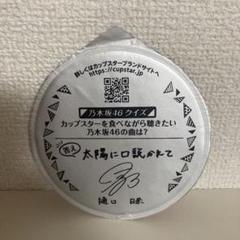 詳しくはカップスターブランドサイトへ
https://cupstar.jp
乃木坂46 クイズ
カップスターを食べながら聴きたい
乃木坂46の曲は?
答え
太陽に口説かれて
樋口 日奈